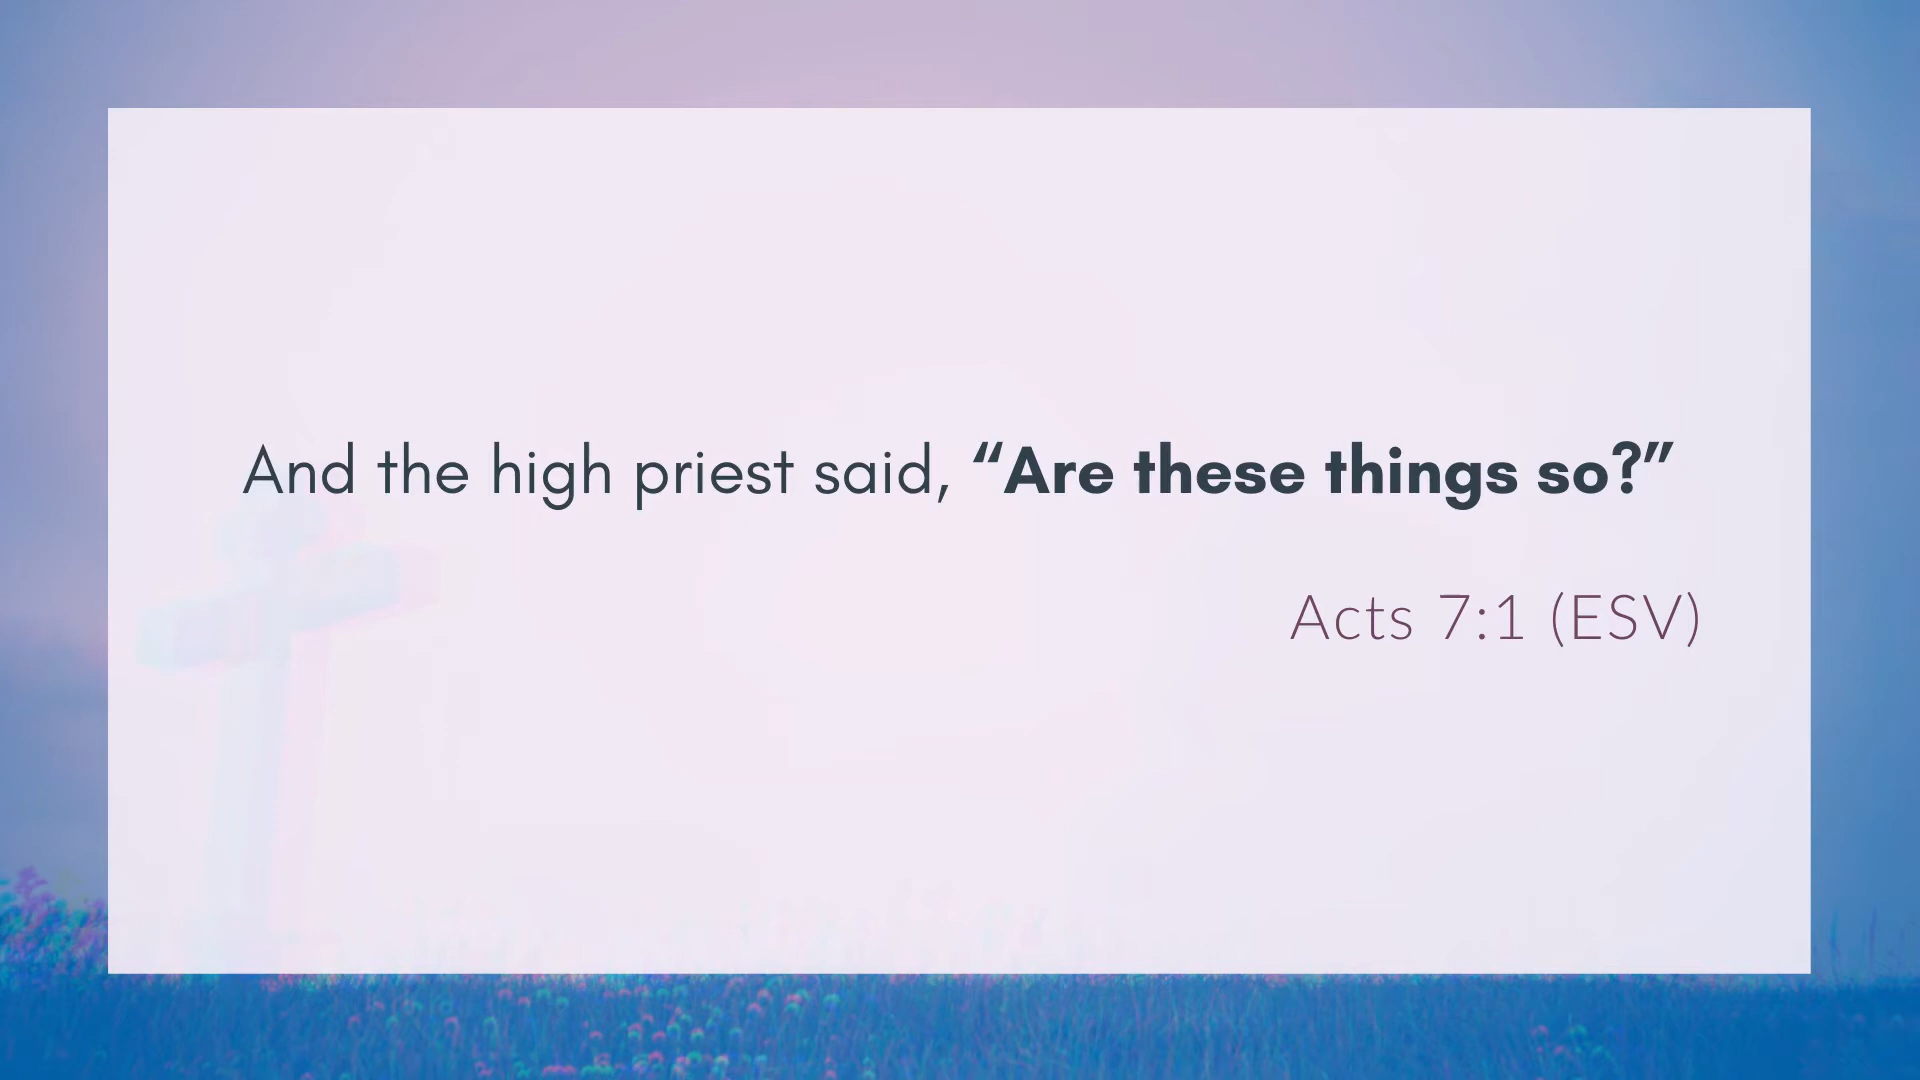 And the high priest said, “Are these things so?”
Acts 7:1 (ESV)